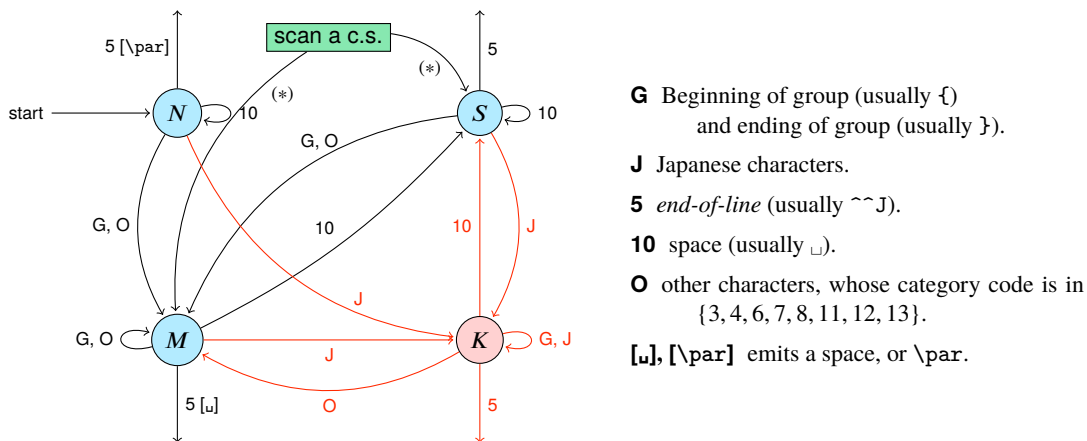 scan a c.s.
5 [\par]
5
(∗)
(∗)
start
N
10
S
10
G, O
G, O
10
10
J
J
G, O
M
J
K
G, J
O
5 [␣]
5
G Beginning of group (usually {)
and ending of group (usually }).
J Japanese characters.
5 end-of-line (usually ^^J).
10 space (usually ␣).
O other characters, whose category code is in
{3, 4, 6, 7, 8, 11, 12, 13}.
[␣], [\par] emits a space, or \par.